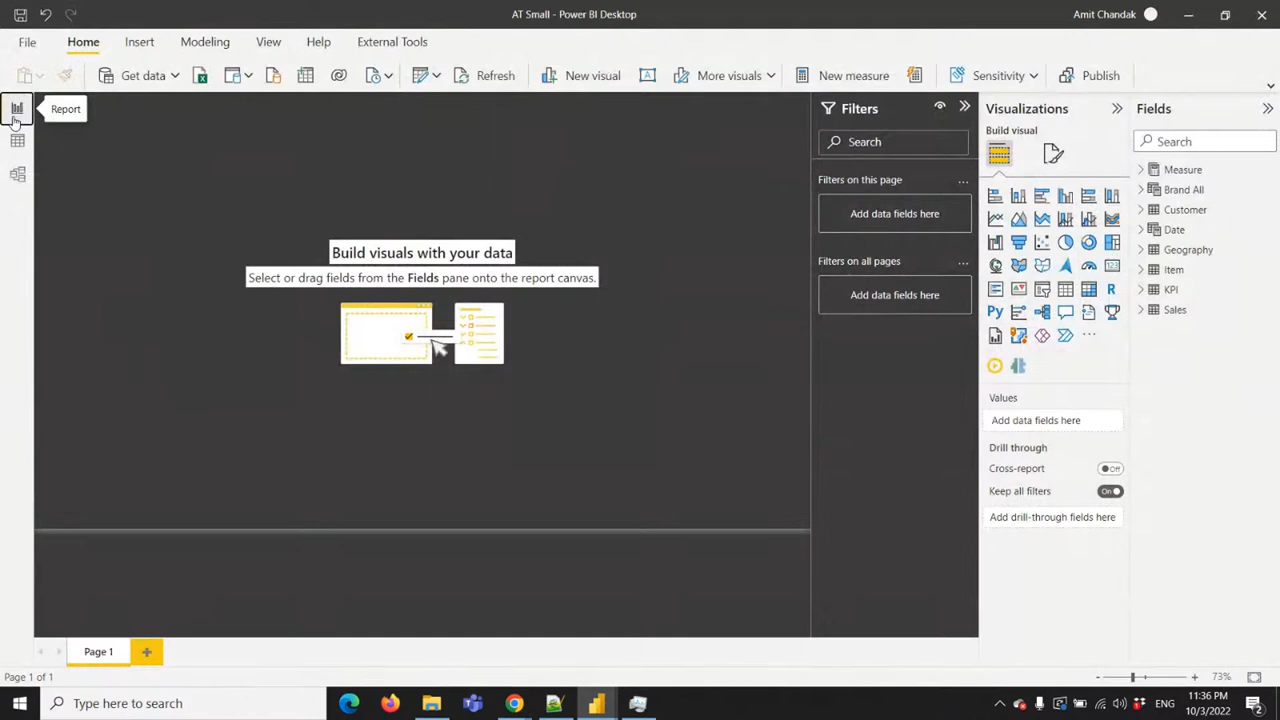 AT Small - Power BI Desktop
Amit Chandak
File
Home
Insert
Modeling
View
Help
External Tools
Get data
Refresh
New visual
More visuals
New measure
Sensitivity
Publish
Report
Build visuals with your data
Select or drag fields from the Fields pane onto the report canvas.
Filters
Search
Filters on this page
...
Add data fields here
Filters on all pages
...
Add data fields here
Visualizations
Build visual
R
Py
123
...
Values
Add data fields here
Drill through
Cross-report
Off
Keep all filters
On
Add drill-through fields here
Fields
Search
Measure
Brand All
Customer
Date
Geography
Item
KPI
Sales
Page 1
Page 1 of 1
- + 73%
Type here to search
ENG
11:36 PM
10/3/2022
2